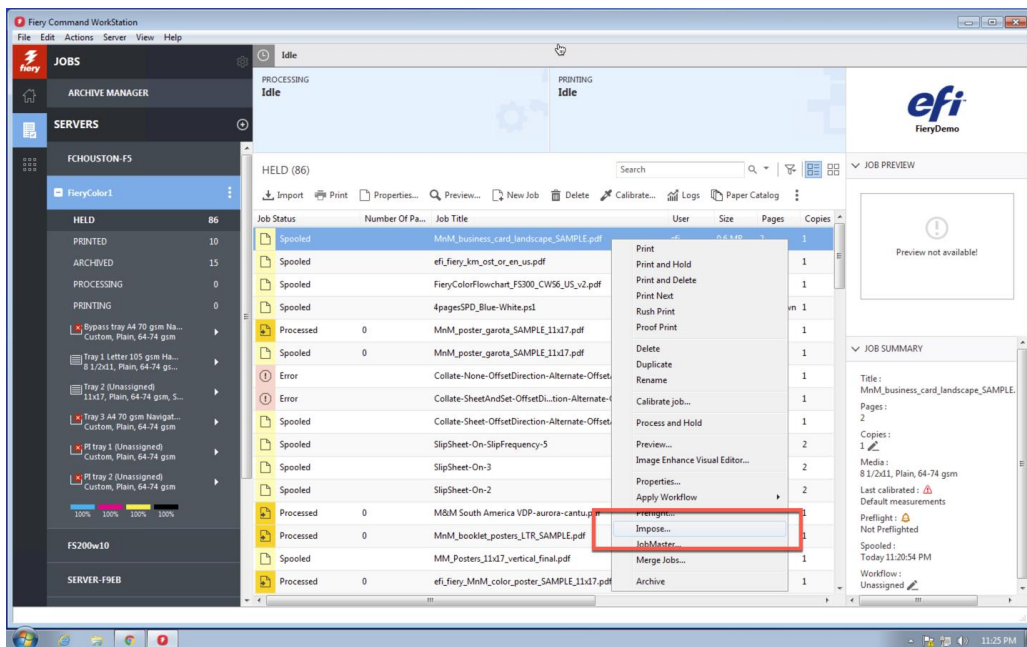 Fiery Command WorkStation
File Edit Actions Server View Help
fiery
JOBS
Idle
ARCHIVE MANAGER
SERVERS
FCHOUSTON-F5
FieryColor1
HELD 86
PRINTED 10
ARCHIVED 15
PROCESSING 0
PRINTING 0
Bypass tray A4 70 gsm Na...
Custom, Plain, 64-74 gsm
Tray 1 Letter 105 gsm Ha...
8 1/2x11, Plain, 64-74 gs...
Tray 2 (Unassigned)
11x17, Plain, 64-74 gsm, S...
Tray 3 A4 70 gsm Navigat...
Custom, Plain, 64-74 gsm
PI tray 1 (Unassigned)
Custom, Plain, 64-74 gsm
PI tray 2 (Unassigned)
Custom, Plain, 64-74 gsm
100% 100% 100% 100%
FS200w10
SERVER-F9EB
PROCESSING
Idle
PRINTING
Idle
HELD (86)
Search
Import Print Properties... Preview... New Job Delete Calibrate... Logs Paper Catalog
Job Status Number Of Pa... Job Title User Size Pages Copies
Spooled MnM_business_card_landscape_SAMPLE.pdf efi 0.6 MB 2 1
Spooled efi_fiery_km_ost_or_en_us.pdf 1
Spooled FieryColorFlowchart_FS300_CWS6_US_v2.pdf 1
Spooled 4pagesSPD_Blue-White.ps1 wn 1
Processed 0 MnM_poster_garota_SAMPLE_11x17.pdf 1
Spooled 0 MnM_poster_garota_SAMPLE_11x17.pdf 1
Error Collate-None-OffsetDirection-Alternate-Offset 1
Error Collate-SheetAndSet-OffsetDi...tion-Alternate- 1
Spooled Collate-Sheet-OffsetDirection-Alternate-Offset 1
Spooled SlipSheet-On-SlipFrequency-5 2
Spooled SlipSheet-On-3 2
Spooled SlipSheet-On-2 2
Processed 0 M&M South America VDP-aurora-cantu.pdf 1
Processed 0 MnM_booklet_posters_LTR_SAMPLE.pdf 1
Spooled MM_Posters_11x17_vertical_final.pdf 1
Processed 0 efi_fiery_MnM_color_poster_SAMPLE_11x17.pdf 1
Print
Print and Hold
Print and Delete
Print Next
Rush Print
Proof Print
Delete
Duplicate
Rename
Calibrate job...
Process and Hold
Preview...
Image Enhance Visual Editor...
Properties...
Apply Workflow
Preflight...
Impose...
JobMaster...
Merge Jobs...
Archive
efi
FieryDemo
JOB PREVIEW
Preview not available!
JOB SUMMARY
Title :
MnM_business_card_landscape_SAMPLE.
Pages :
2
Copies :
1
Media :
8 1/2x11, Plain, 64-74 gsm
Last calibrated :
Default measurements
Preflight :
Not Preflighted
Spooled :
Today 11:20:54 PM
Workflow :
Unassigned
11:25 PM